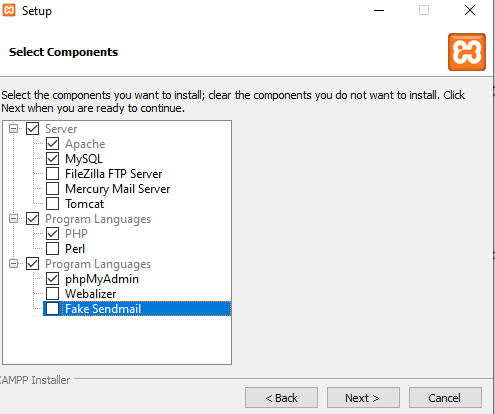 Setup
Select Components
Select the components you want to install; clear the components you do not want to install. Click
Next when you are ready to continue.
Server
Apache
MySQL
FileZilla FTP Server
Mercury Mail Server
Tomcat
Program Languages
PHP
Perl
Program Languages
phpMyAdmin
Webalizer
Fake Sendmail
XAMPP Installer
< Back
Next >
Cancel